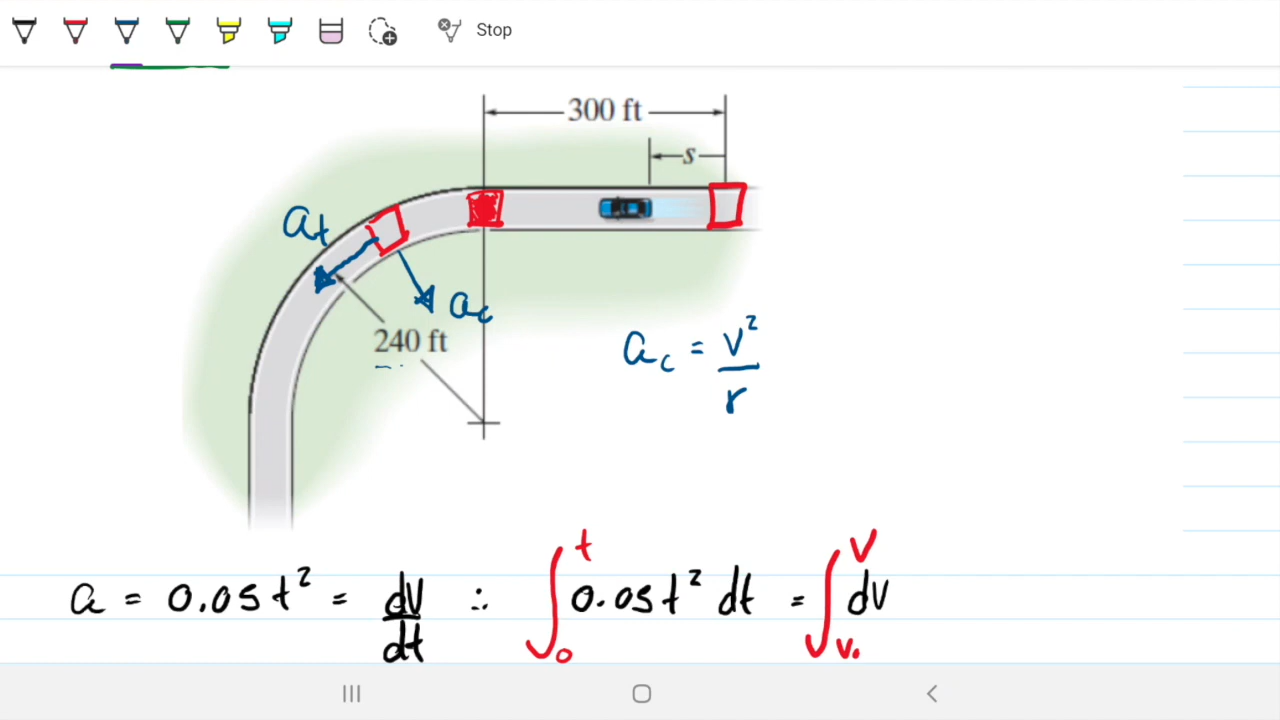 Stop
300 ft
s
at
ac
240 ft
ac = v²/r
a = 0.05t² = dv/dt ∴ ∫₀ᵗ 0.05t² dt = ∫ᵥ₀ⱽ dv